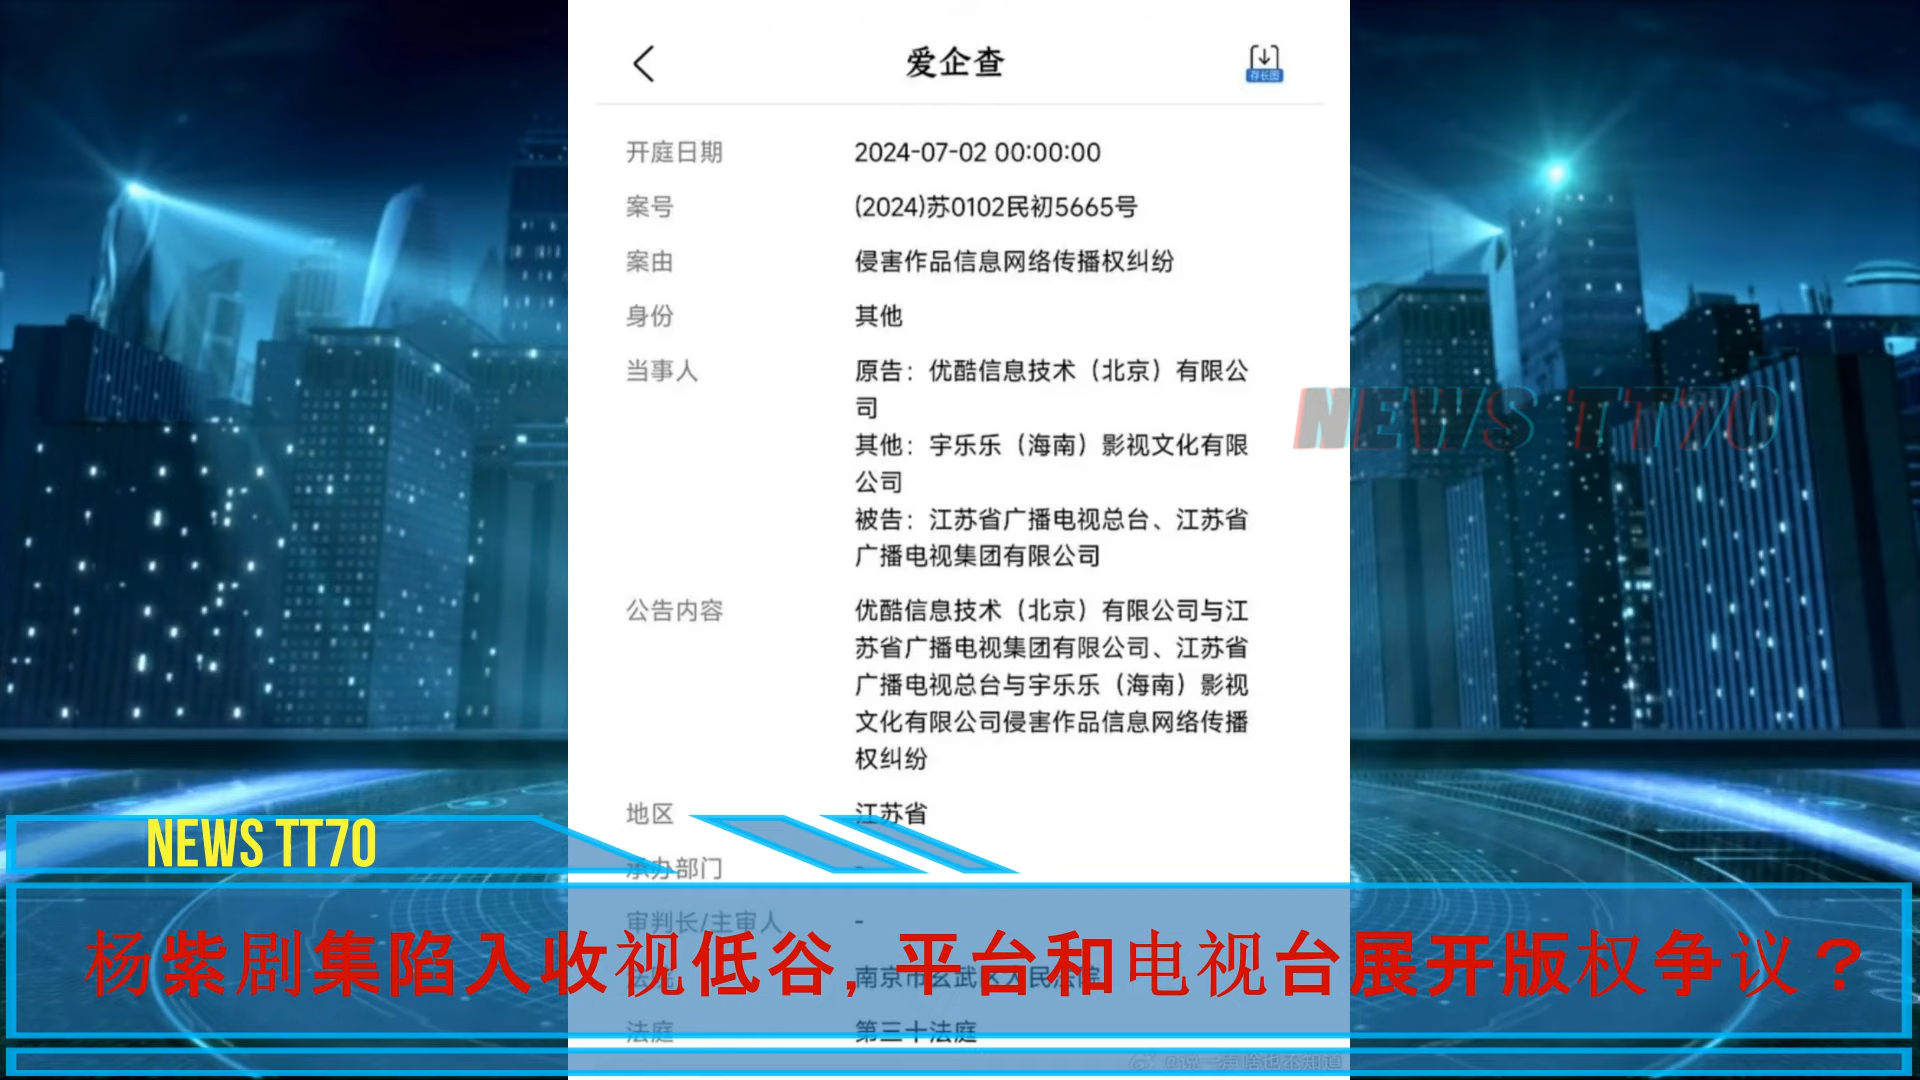 爱企查
存长图
开庭日期 2024-07-02 00:00:00
案号 (2024)苏0102民初5665号
案由 侵害作品信息网络传播权纠纷
身份 其他
当事人 原告：优酷信息技术（北京）有限公
司
其他：宇乐乐（海南）影视文化有限
公司
被告：江苏省广播电视总台、江苏省
广播电视集团有限公司
NEWS TT70
公告内容 优酷信息技术（北京）有限公司与江
苏省广播电视集团有限公司、江苏省
广播电视总台与宇乐乐（海南）影视
文化有限公司侵害作品信息网络传播
权纠纷
地区 江苏省
NEWS TT70
承办部门 -
审判长/主审人 -
杨紫剧集陷入收视低谷，平台和电视台展开版权争议？
法院 南京市玄武区人民法院
法庭 第三十法庭